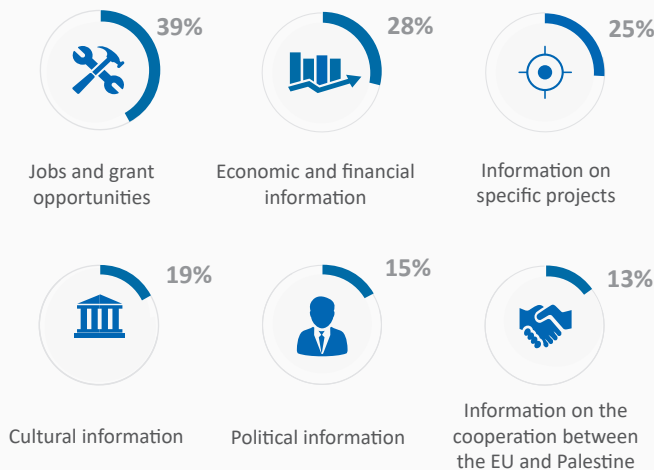 39%
28%
25%
Jobs and grant
opportunities
Economic and financial
information
Information on
specific projects
19%
15%
13%
Cultural information
Political information
Information on the
cooperation between
the EU and Palestine